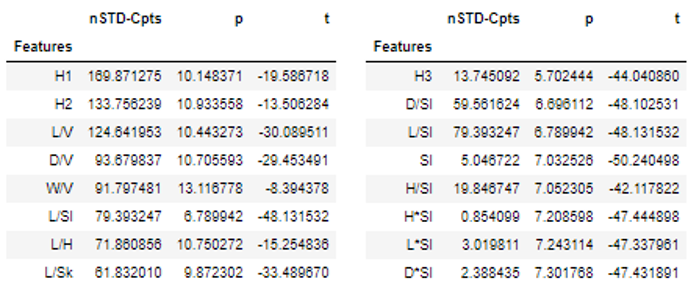 nSTD-Cpts p t
Features
H1 169.871275 10.148371 -19.586718
H2 133.756239 10.933558 -13.506284
L/V 124.641953 10.443273 -30.089511
D/V 93.679837 10.705593 -29.453491
W/V 91.797481 13.116778 -8.394378
L/SI 79.393247 6.789942 -48.131532
L/H 71.860856 10.750272 -15.254836
L/Sk 61.832010 9.872302 -33.489670
nSTD-Cpts p t
Features
H3 13.745092 5.702444 -44.040860
D/SI 59.561624 6.696112 -48.102531
L/SI 79.393247 6.789942 -48.131532
SI 5.046722 7.032526 -50.240498
H/SI 19.846747 7.052305 -42.117822
H*SI 0.854099 7.208598 -47.444898
L*SI 3.019811 7.243114 -47.337961
D*SI 2.388435 7.301768 -47.431891